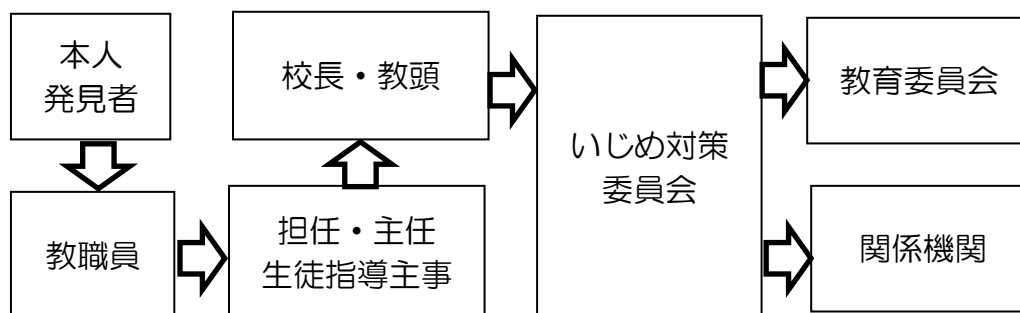 本人
発見者
教職員
担任・主任
生徒指導主事
校長・教頭
いじめ対策
委員会
教育委員会
関係機関